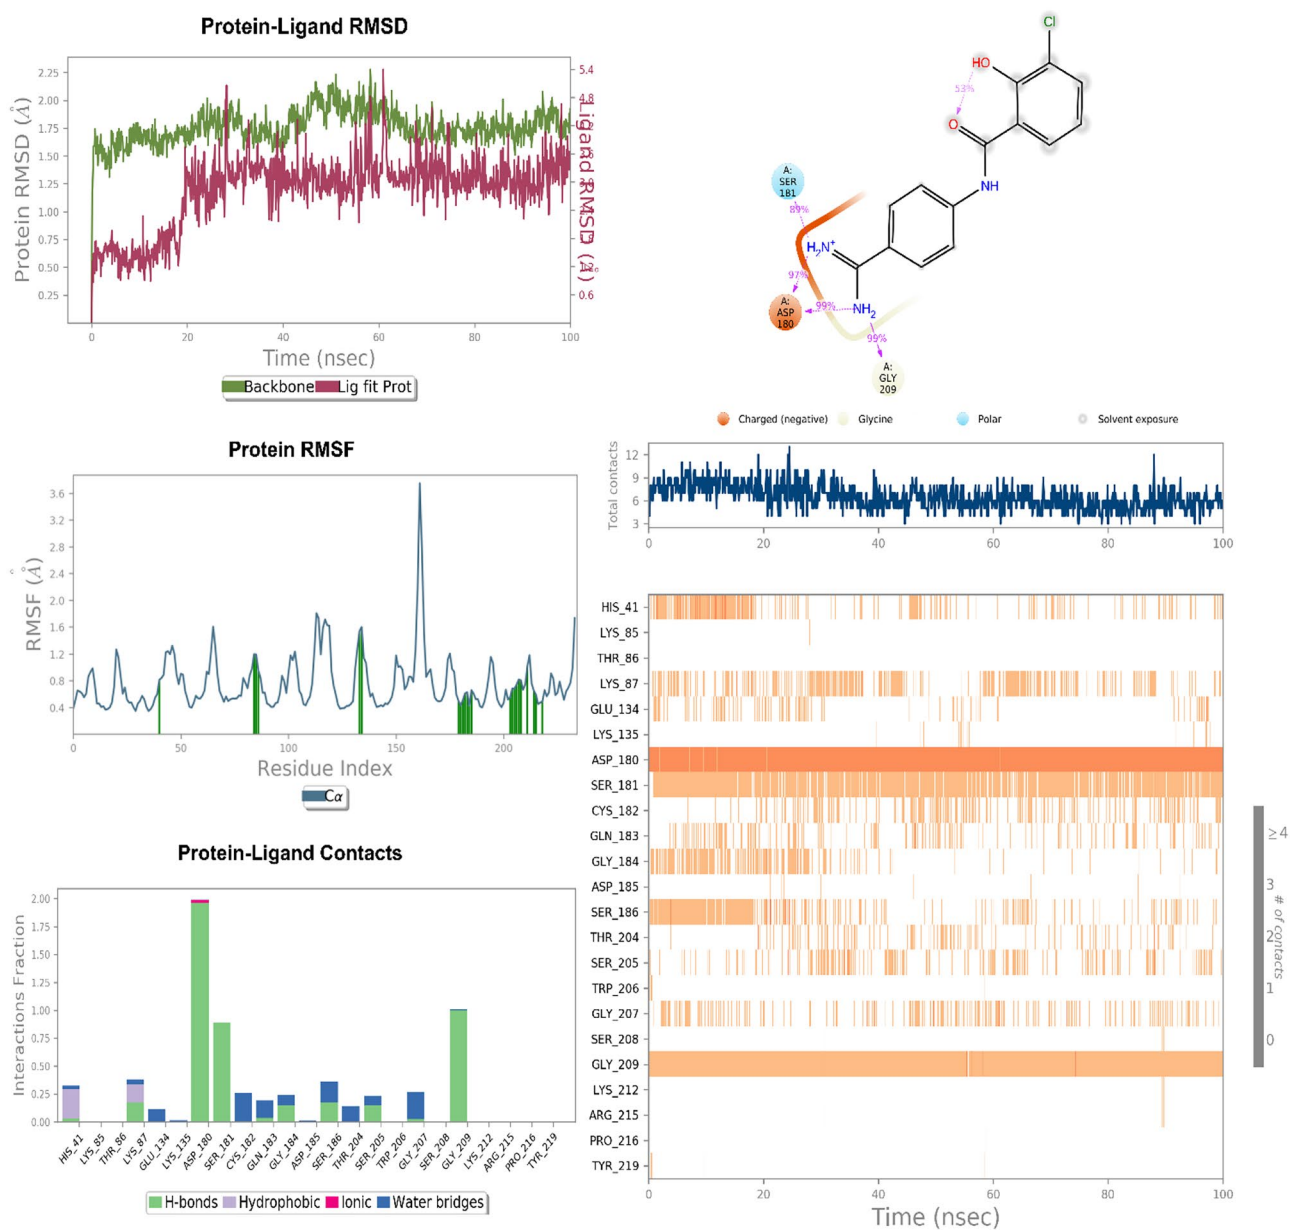 Protein-Ligand RMSD
Protein RMSD (Å)
2.25
2.00
1.75
1.50
1.25
1.00
0.75
0.50
0.25
5.4
4.8
0.6
Ligand RMSD (Å)
0 20 40 60 80 100
Time (nsec)
Backbone Lig fit Prot
Cl
HO
53%
O
NH
A:
SER
181
89%
H2N+
97%
A:
ASP
180
99%
NH2
99%
A:
GLY
209
Charged (negative) Glycine Polar Solvent exposure
Protein RMSF
RMSF (Å)
3.6
3.2
2.8
2.4
2.0
1.6
1.2
0.8
0.4
0 50 100 150 200
Residue Index
Cα
Total contacts
12
9
6
3
0 20 40 60 80 100
HIS_41
LYS_85
THR_86
LYS_87
GLU_134
LYS_135
ASP_180
SER_181
CYS_182
GLN_183
GLY_184
ASP_185
SER_186
THR_204
SER_205
TRP_206
GLY_207
SER_208
GLY_209
LYS_212
ARG_215
PRO_216
TYR_219
0 20 40 60 80 100
Time (nsec)
≥4
3
2
1
0
# of contacts
Protein-Ligand Contacts
Interactions Fraction
2.00
1.75
1.50
1.25
1.00
0.75
0.50
0.25
0.00
HIS_41 LYS_85 THR_86 LYS_87 GLU_134 LYS_135 ASP_180 SER_181 CYS_182 GLN_183 GLY_184 ASP_185 SER_186 THR_204 SER_205 TRP_206 GLY_207 SER_208 GLY_209 LYS_212 ARG_215 PRO_216 TYR_219
H-bonds Hydrophobic Ionic Water bridges